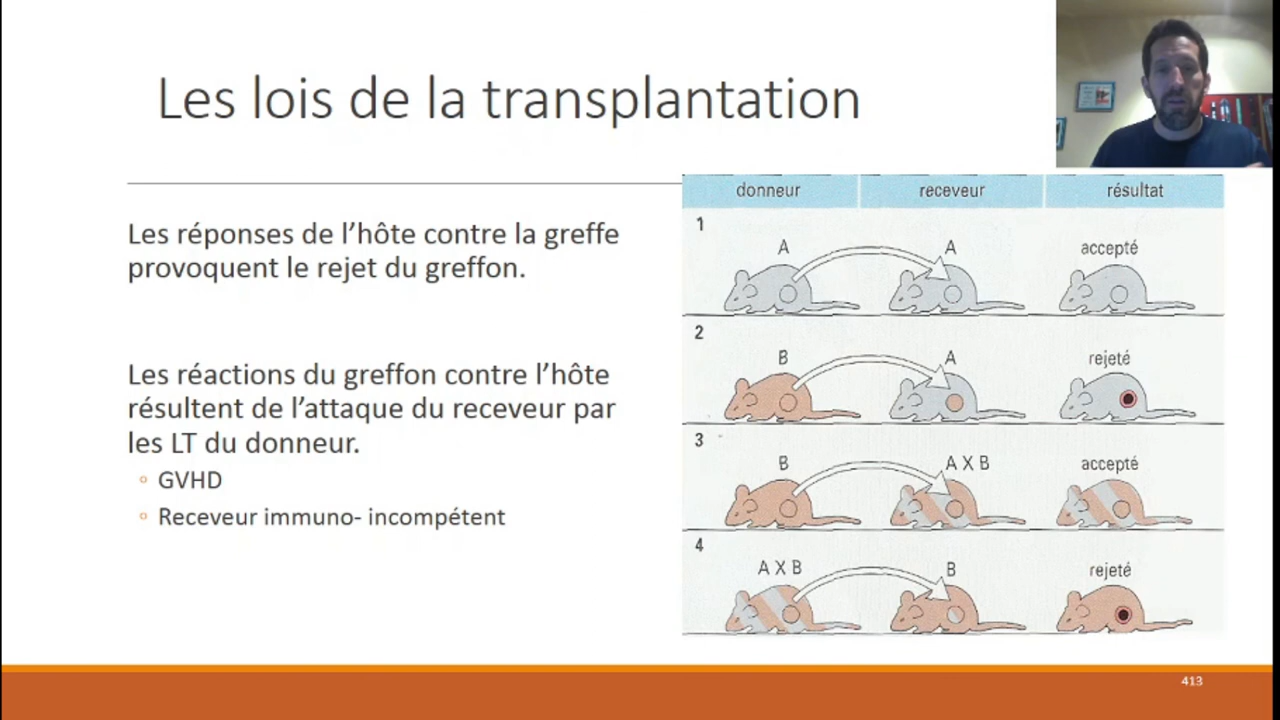 Les lois de la transplantation
Les réponses de l’hôte contre la greffe
provoquent le rejet du greffon.
Les réactions du greffon contre l’hôte
résultent de l’attaque du receveur par
les LT du donneur.
GVHD
Receveur immuno- incompétent
donneur receveur résultat
1
A A accepté
2
B A rejeté
3
B A X B accepté
4
A X B B rejeté
413